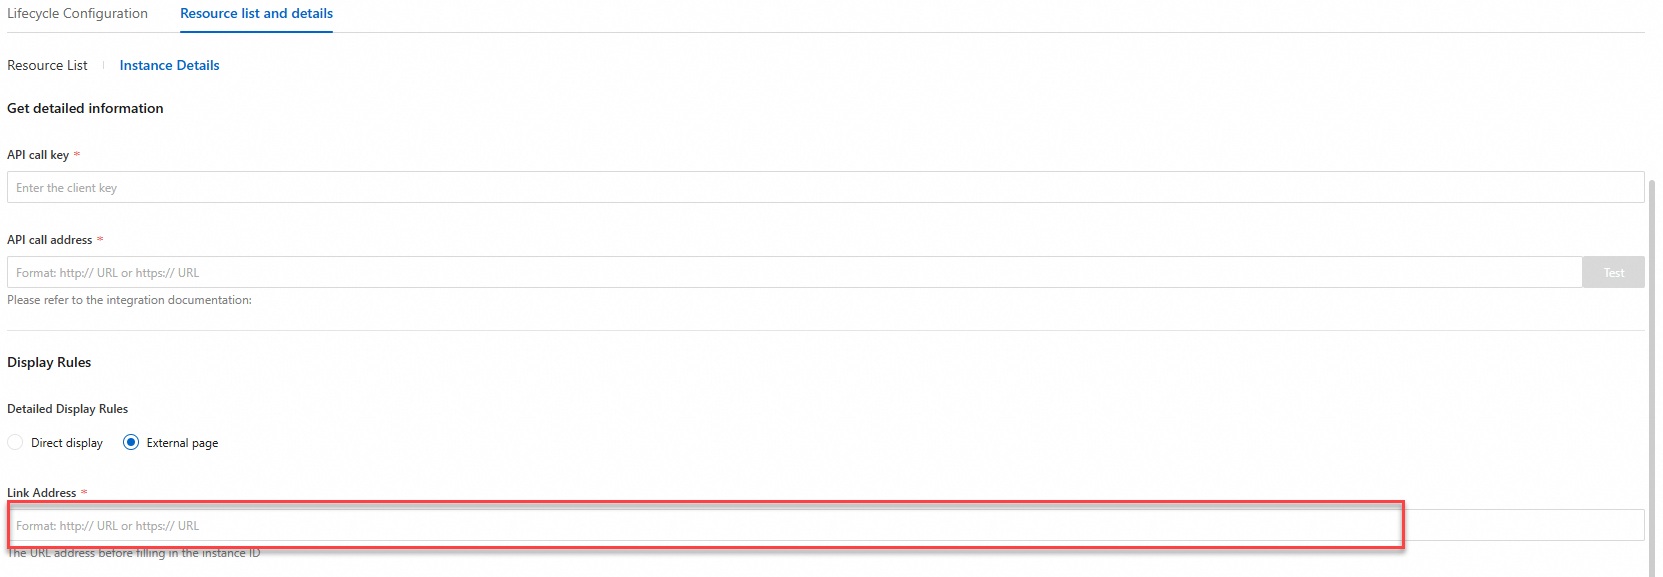 Lifecycle Configuration Resource list and details
Resource List Instance Details
Get detailed information
API call key *
Enter the client key
API call address *
Format: http:// URL or https:// URL Test
Please refer to the integration documentation:
Display Rules
Detailed Display Rules
Direct display External page
Link Address *
Format: http:// URL or https:// URL
The URL address before filling in the instance ID